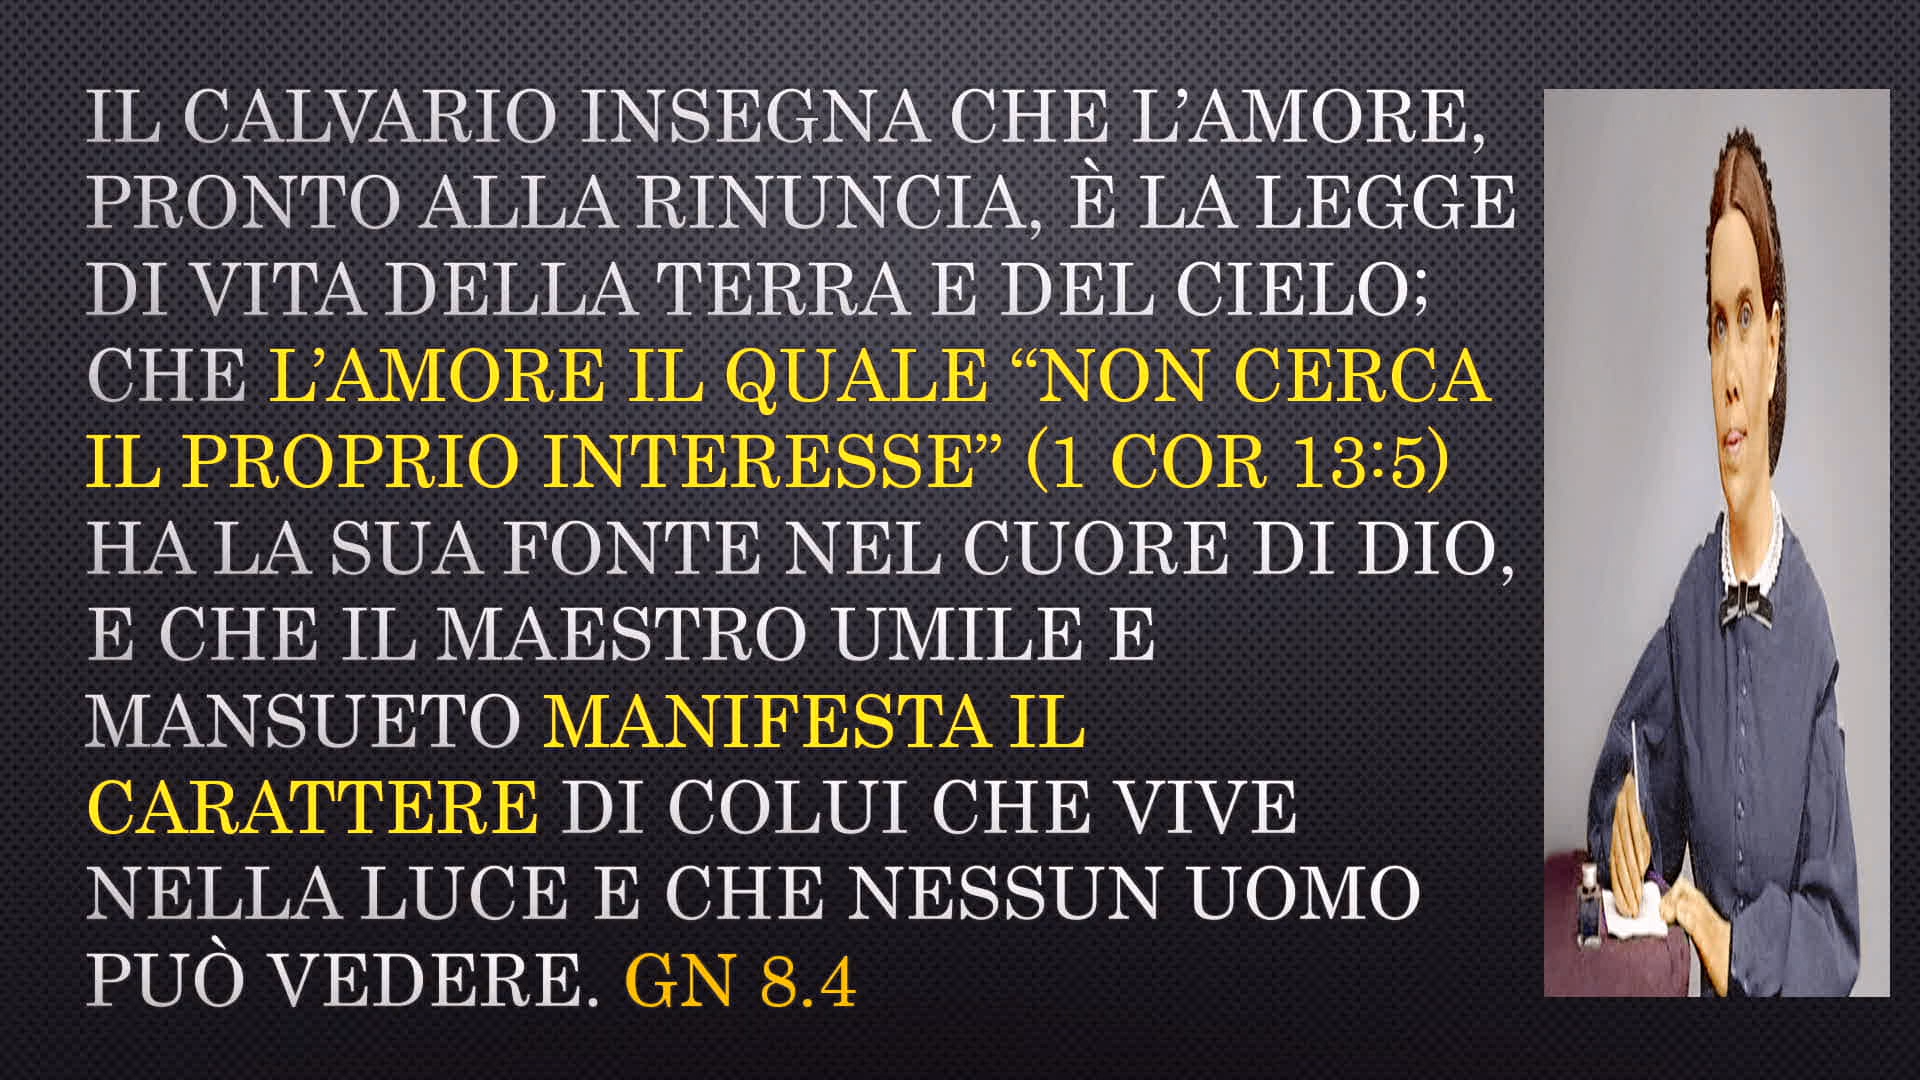 IL CALVARIO INSEGNA CHE L’AMORE,
PRONTO ALLA RINUNCIA, È LA LEGGE
DI VITA DELLA TERRA E DEL CIELO;
CHE L’AMORE IL QUALE “NON CERCA
IL PROPRIO INTERESSE” (1 COR 13:5)
HA LA SUA FONTE NEL CUORE DI DIO,
E CHE IL MAESTRO UMILE E
MANSUETO MANIFESTA IL
CARATTERE DI COLUI CHE VIVE
NELLA LUCE E CHE NESSUN UOMO
PUÒ VEDERE. GN 8.4